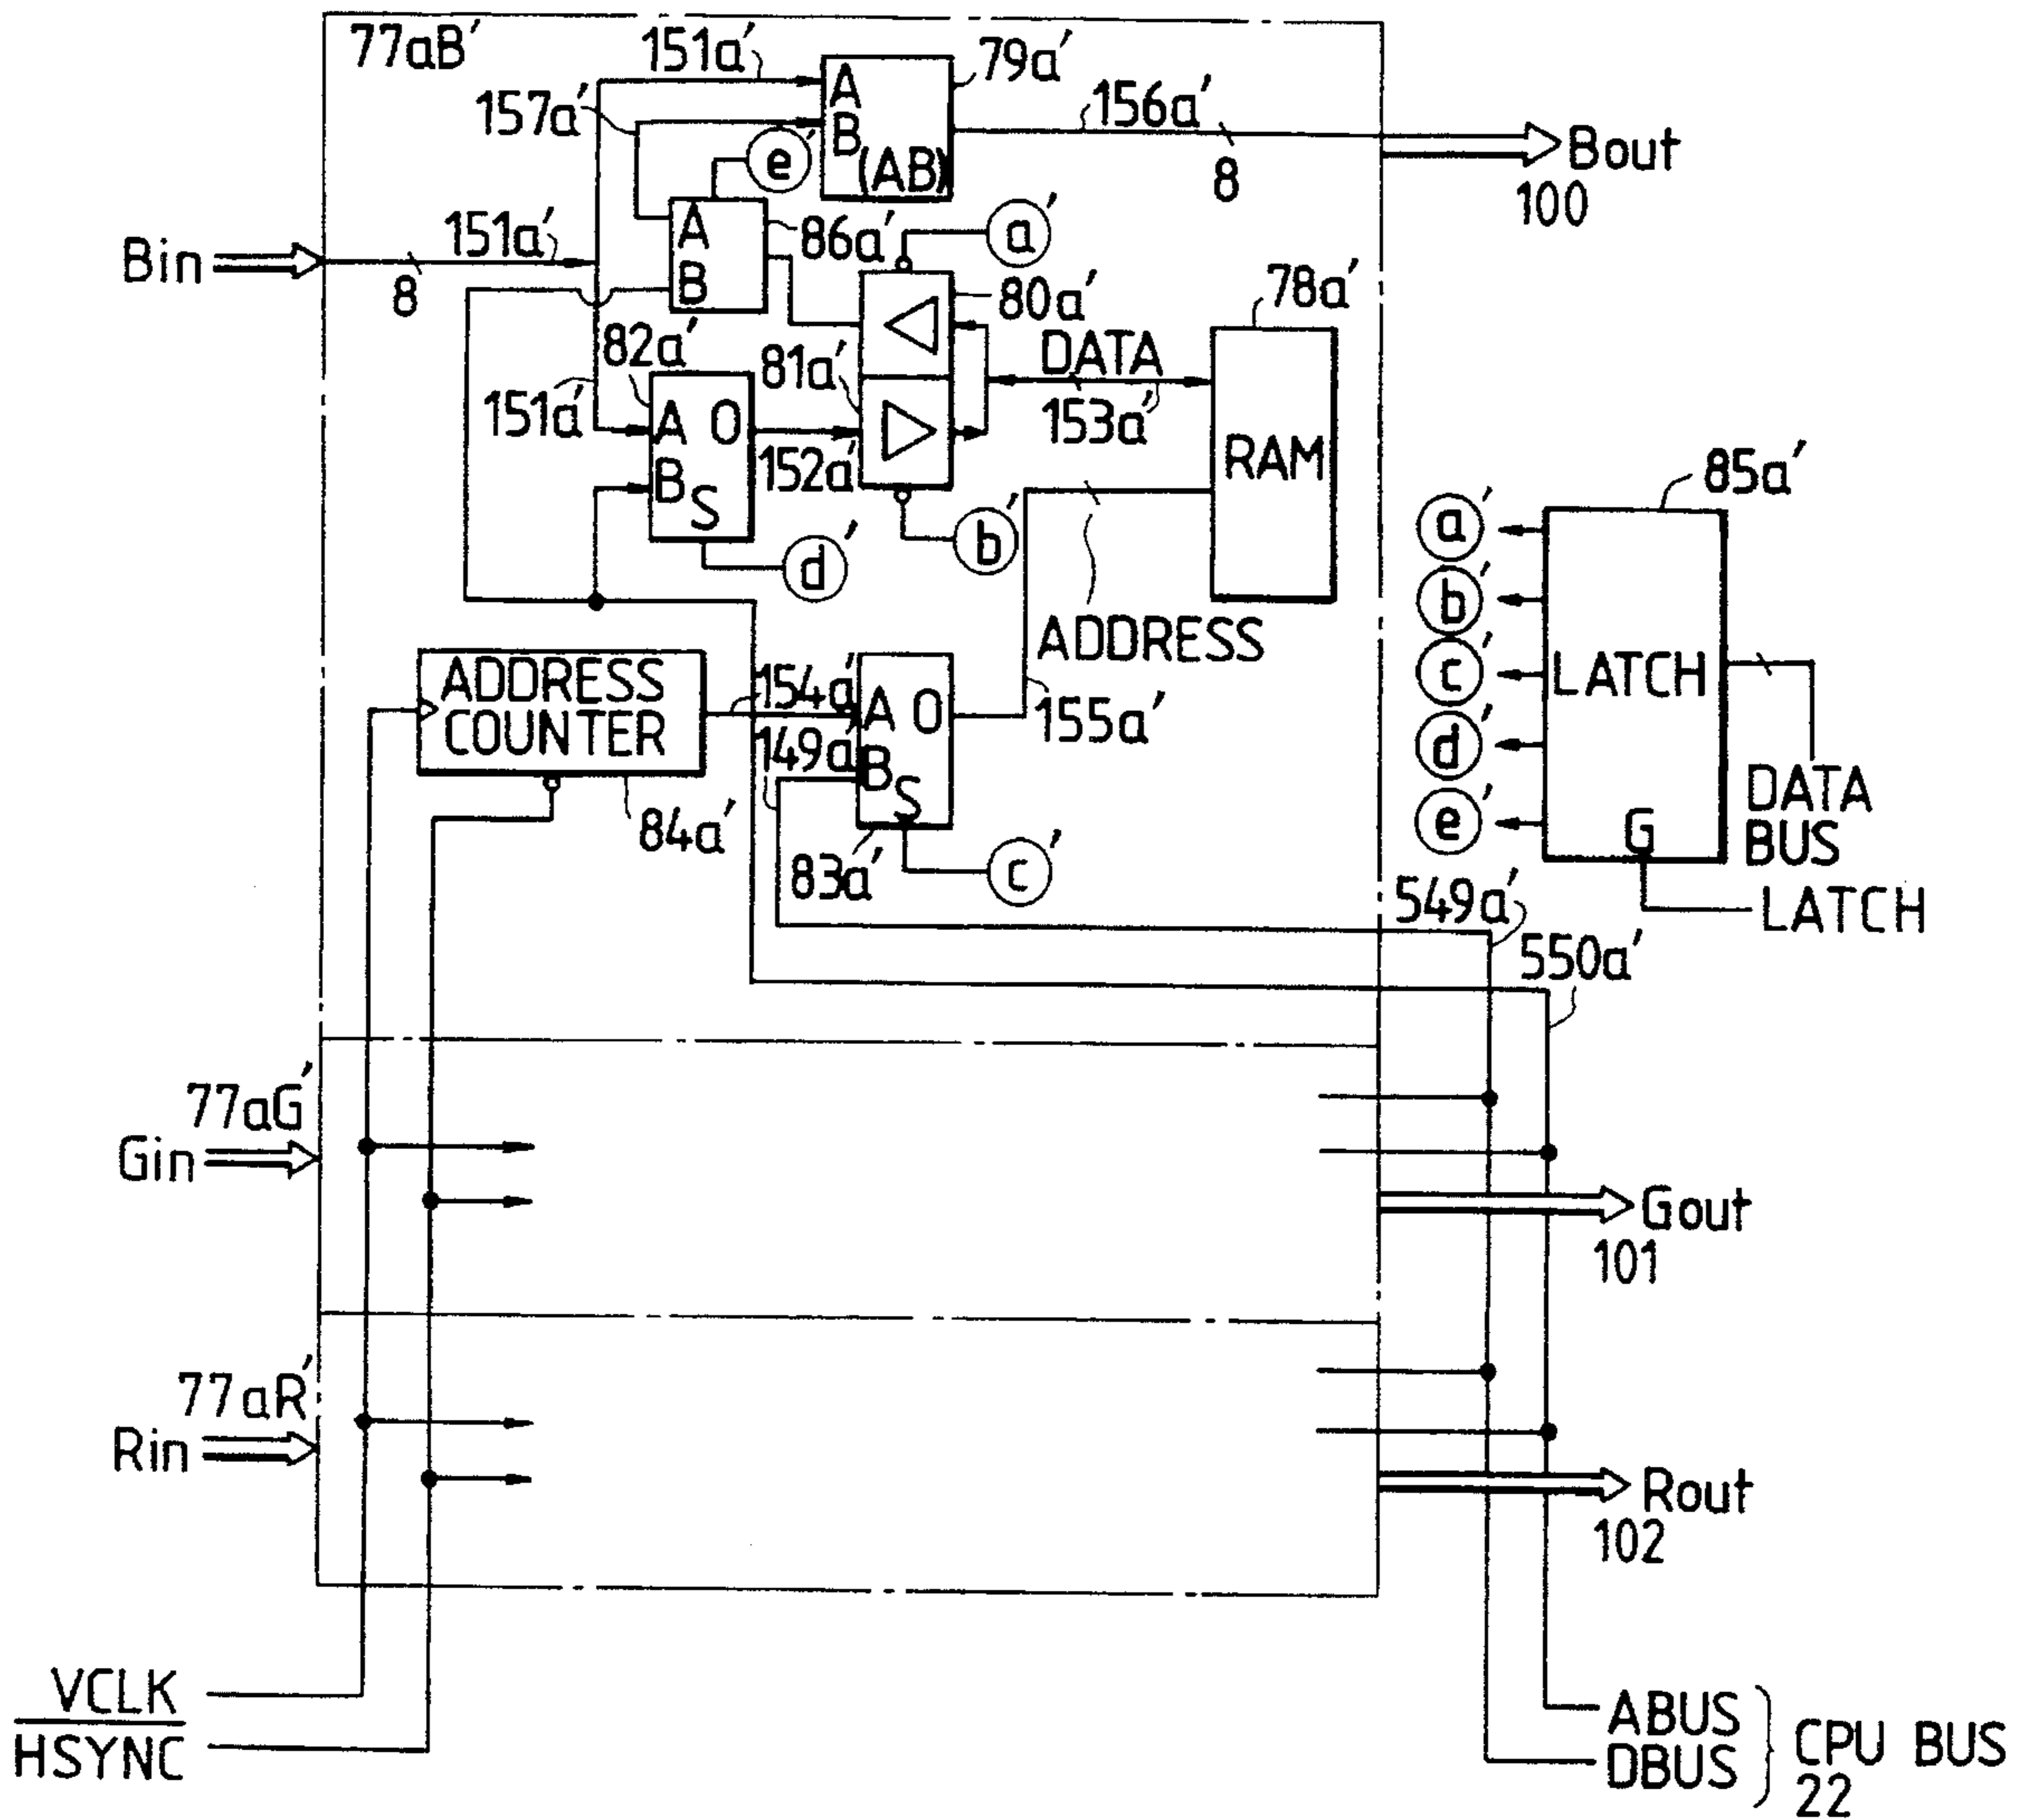 77aB'
151a'
79a'
157a'
A
B
(AB)
156a'
8
Bout
100
e'
Bin
8
151a'
A
B
86a'
a'
80a'
78a'
82a'
81a'
DATA
153a'
151a'
A O
B
S
152a'
RAM
b'
d'
85a'
a'
b'
c'
d'
e'
LATCH
G
DATA
BUS
LATCH
ADDRESS
ADDRESS
COUNTER
154a'
149a'
A O
B
S
155a'
84a'
83a'
c'
549a'
550a'
77aG'
Gin
Gout
101
77aR'
Rin
Rout
102
VCLK
HSYNC
ABUS
DBUS
CPU BUS
22